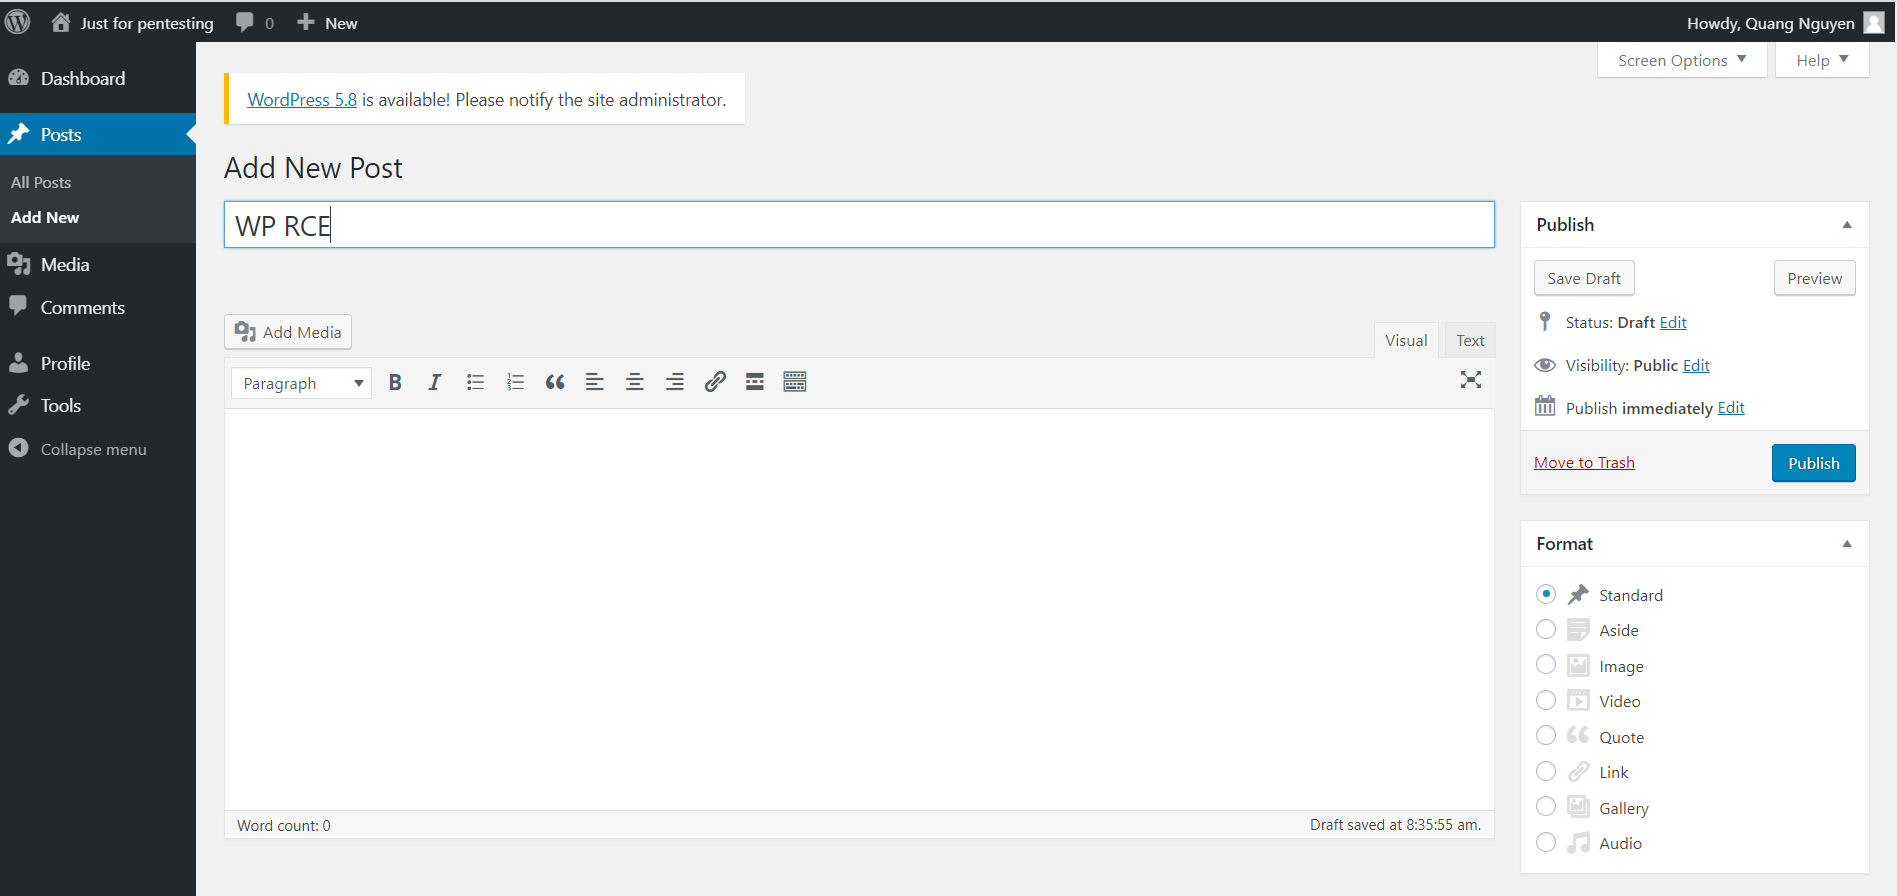 Just for pentesting 0 New Howdy, Quang Nguyen
Dashboard
Posts
All Posts
Add New
Media
Comments
Profile
Tools
Collapse menu
Screen Options Help
WordPress 5.8 is available! Please notify the site administrator.
Add New Post
WP RCE
Add Media
Visual Text
Paragraph B I
Word count: 0 Draft saved at 8:35:55 am.
Publish
Save Draft Preview
Status: Draft Edit
Visibility: Public Edit
Publish immediately Edit
Move to Trash Publish
Format
Standard
Aside
Image
Video
Quote
Link
Gallery
Audio